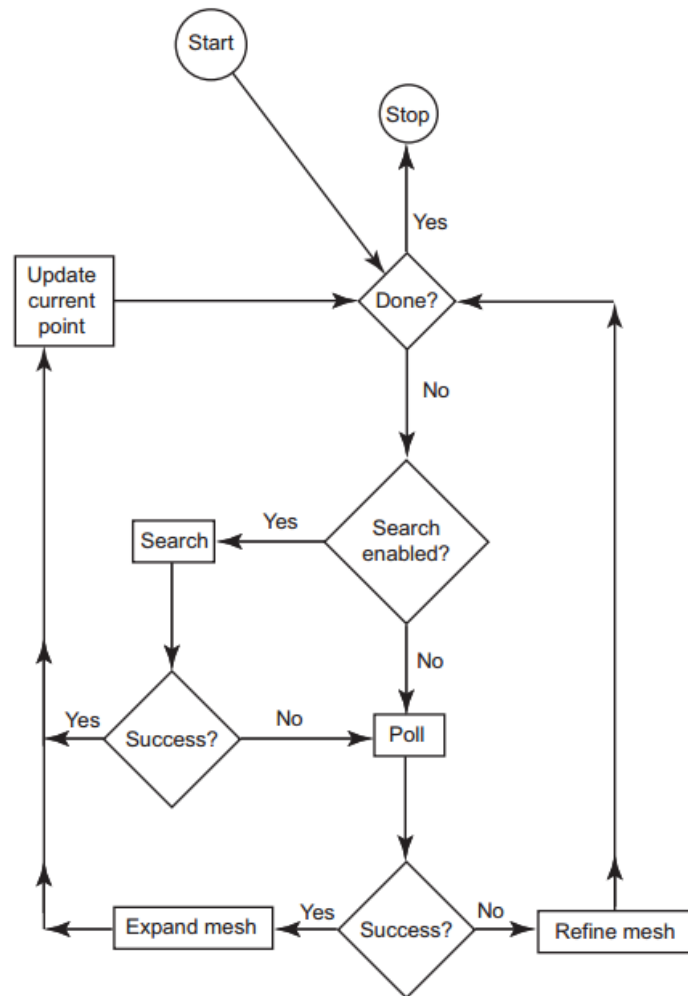 Start
Stop
Yes
Update
current
point
Done?
No
Yes
Search
Search
enabled?
No
Yes
Success?
No
Poll
Expand mesh
Yes
Success?
No
Refine mesh